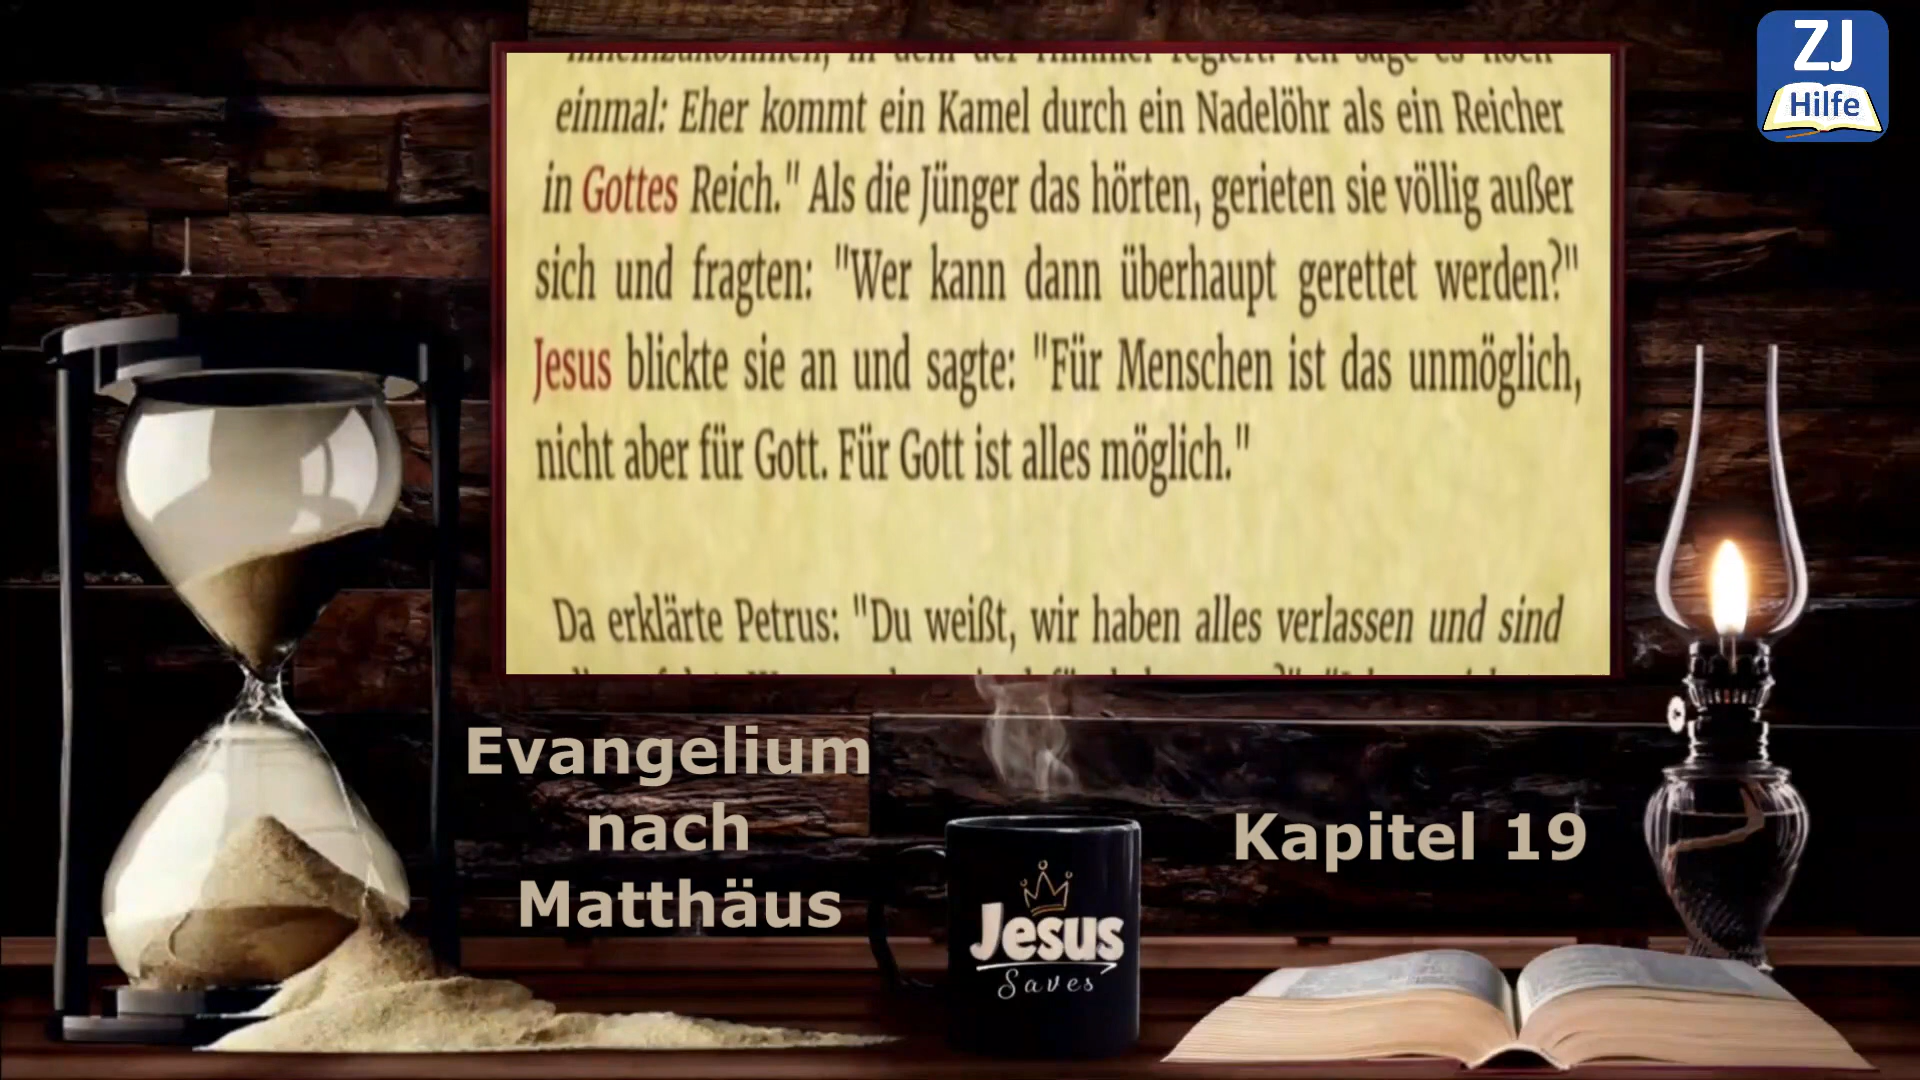 einmal: Eher kommt ein Kamel durch ein Nadelöhr als ein Reicher
in Gottes Reich." Als die Jünger das hörten, gerieten sie völlig außer
sich und fragten: "Wer kann dann überhaupt gerettet werden?"
Jesus blickte sie an und sagte: "Für Menschen ist das unmöglich,
nicht aber für Gott. Für Gott ist alles möglich."
Da erklärte Petrus: "Du weißt, wir haben alles verlassen und sind
Evangelium
nach
Matthäus
Kapitel 19
Jesus
Saves
ZJ
Hilfe